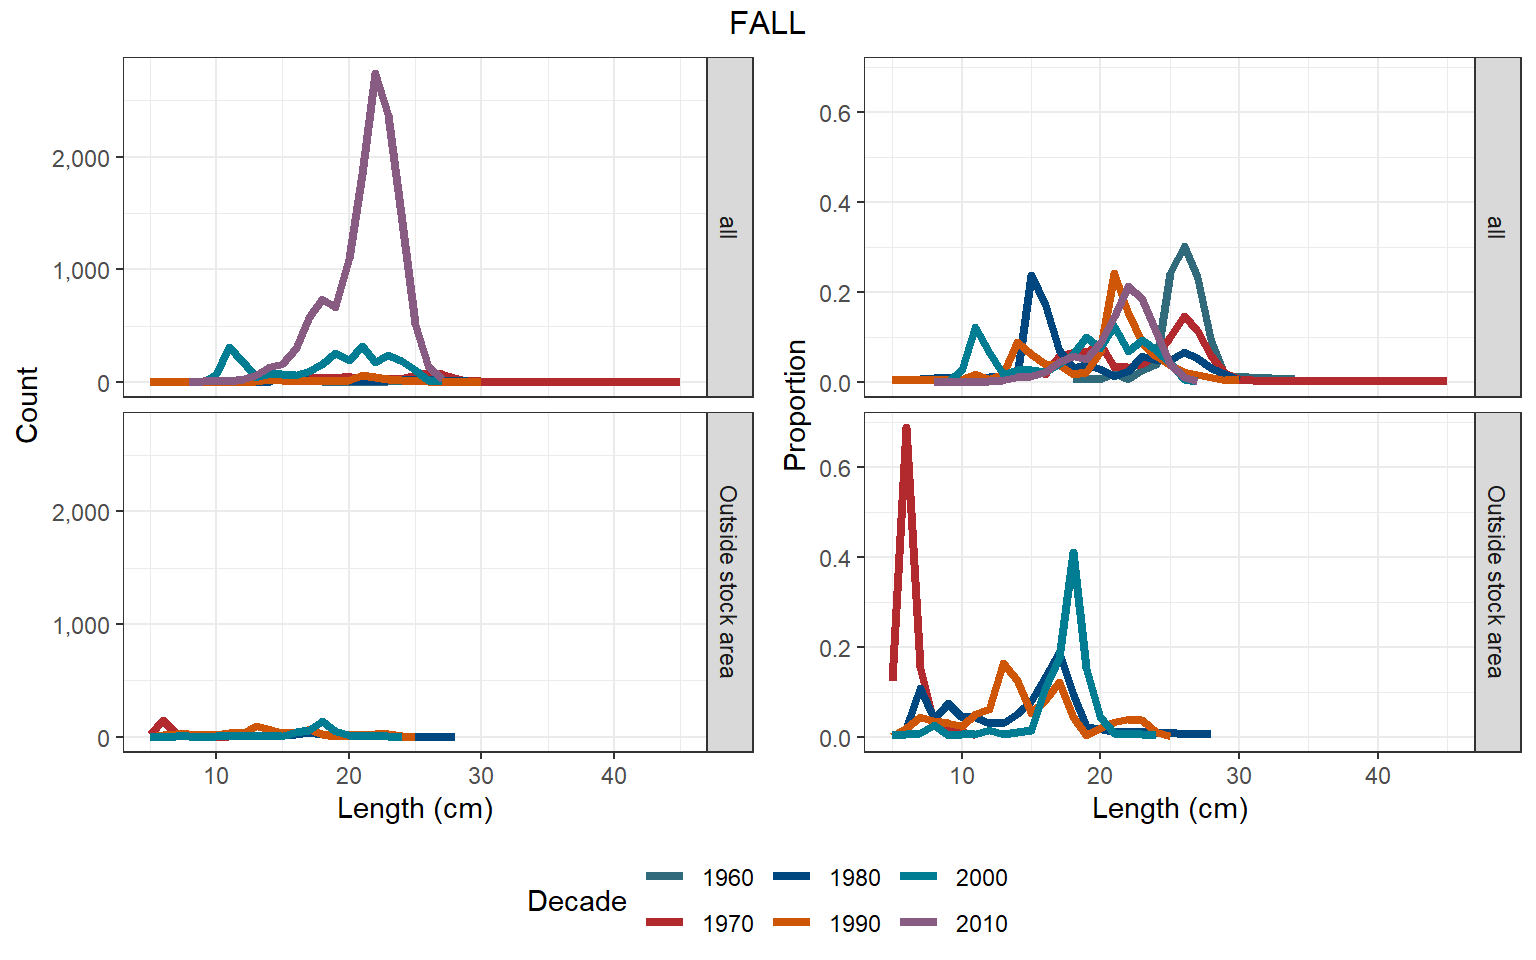 FALL
Count
2,000
1,000
0
all
2,000
1,000
0
Outside stock area
10 20 30 40
Length (cm)
Proportion
0.6
0.4
0.2
0.0
all
0.6
0.4
0.2
0.0
Outside stock area
10 20 30 40
Length (cm)
Decade
1960 1980 2000
1970 1990 2010